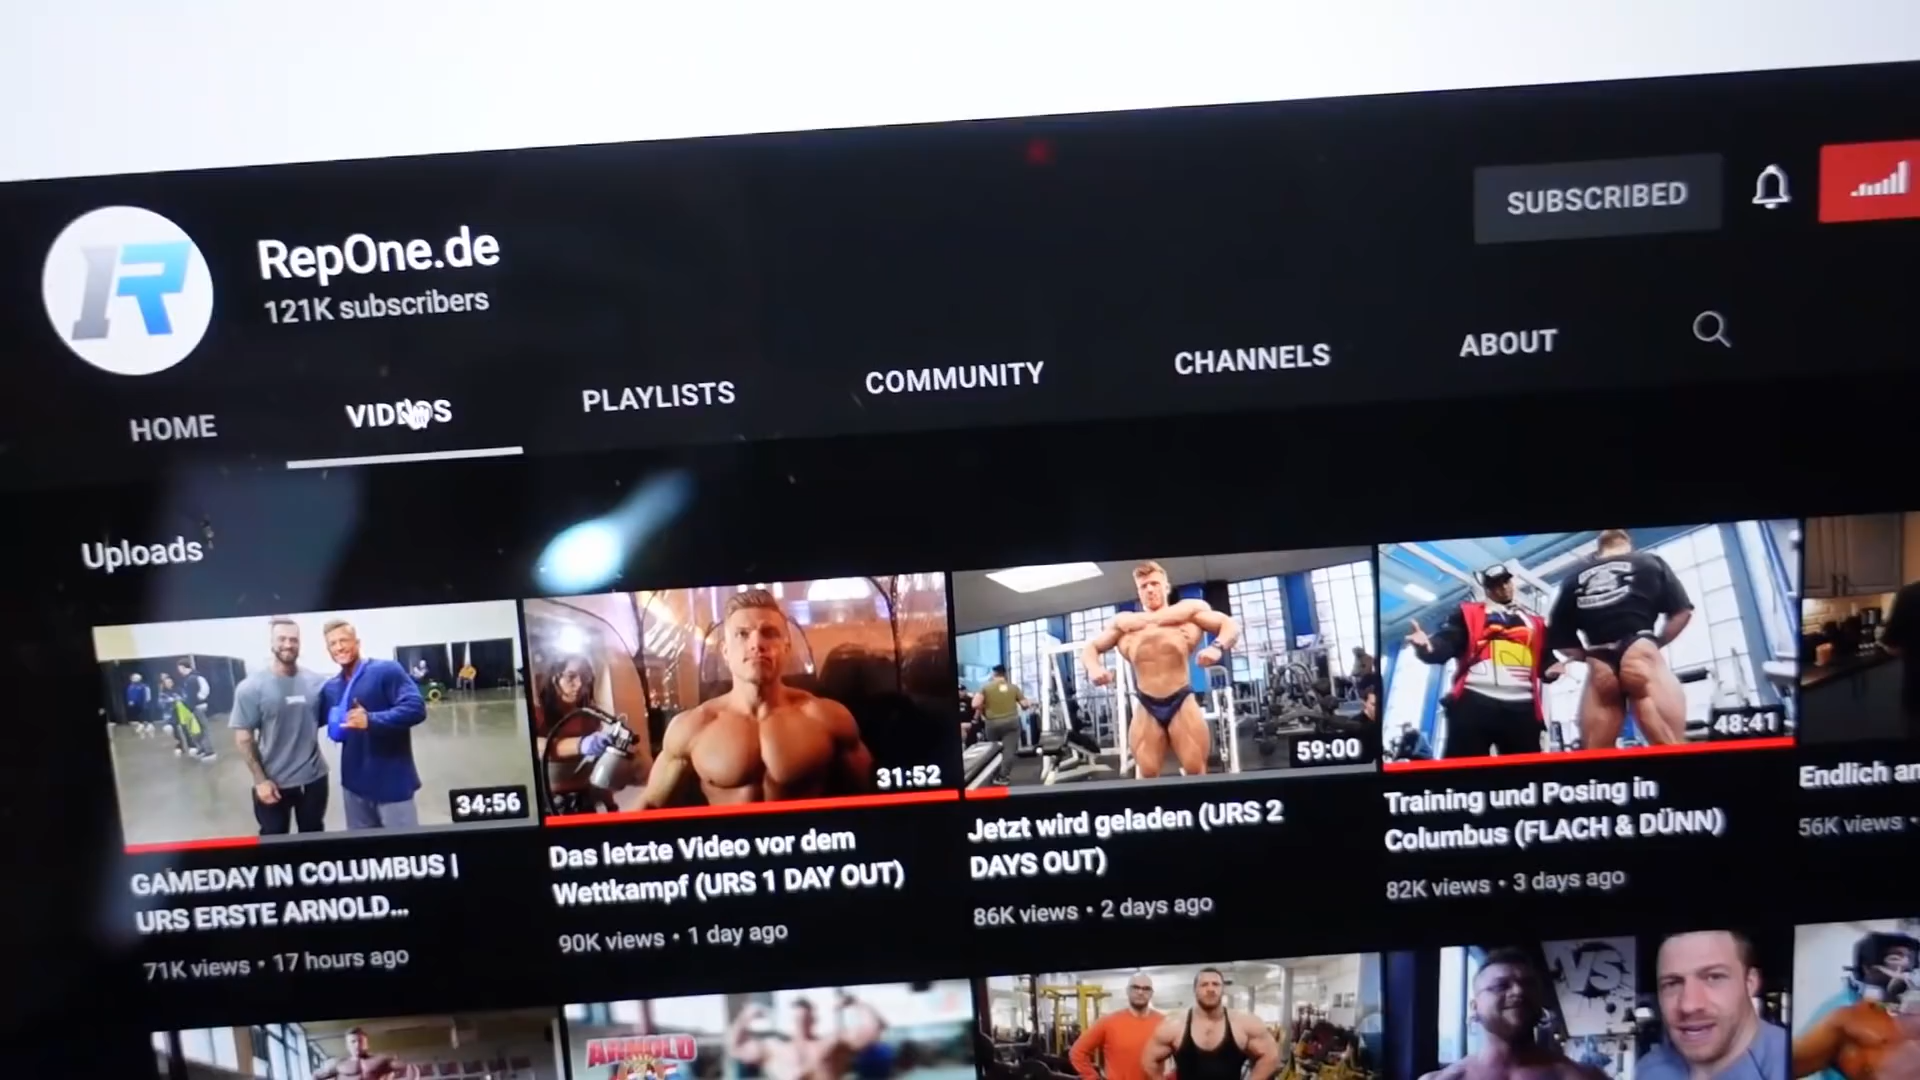 RepOne.de
121K subscribers
SUBSCRIBED
HOME
VIDEOS
PLAYLISTS
COMMUNITY
CHANNELS
ABOUT
Uploads
34:56
31:52
59:00
48:41
GAMEDAY IN COLUMBUS |
URS ERSTE ARNOLD...
71K views • 17 hours ago
Das letzte Video vor dem
Wettkampf (URS 1 DAY OUT)
90K views • 1 day ago
Jetzt wird geladen (URS 2
DAYS OUT)
86K views • 2 days ago
Training und Posing in
Columbus (FLACH & DÜNN)
82K views • 3 days ago
Endlich
56K views •
ARNOLD
VS